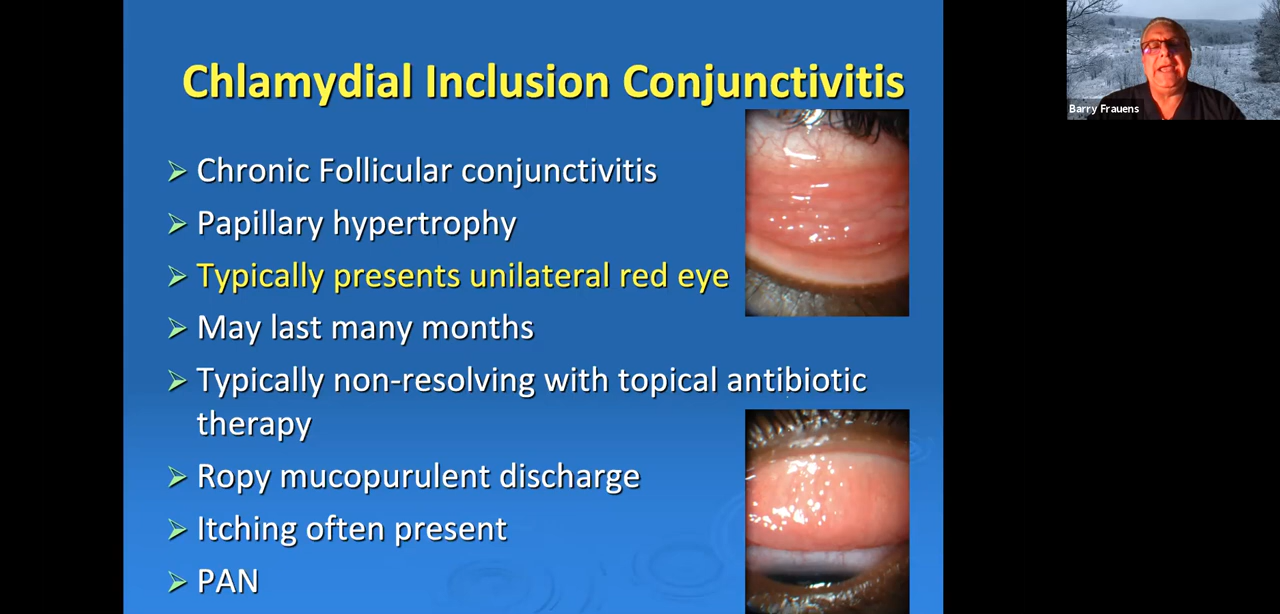 Chlamydial Inclusion Conjunctivitis
Chronic Follicular conjunctivitis
Papillary hypertrophy
Typically presents unilateral red eye
May last many months
Typically non-resolving with topical antibiotic
therapy
Ropy mucopurulent discharge
Itching often present
PAN
Barry Frauens